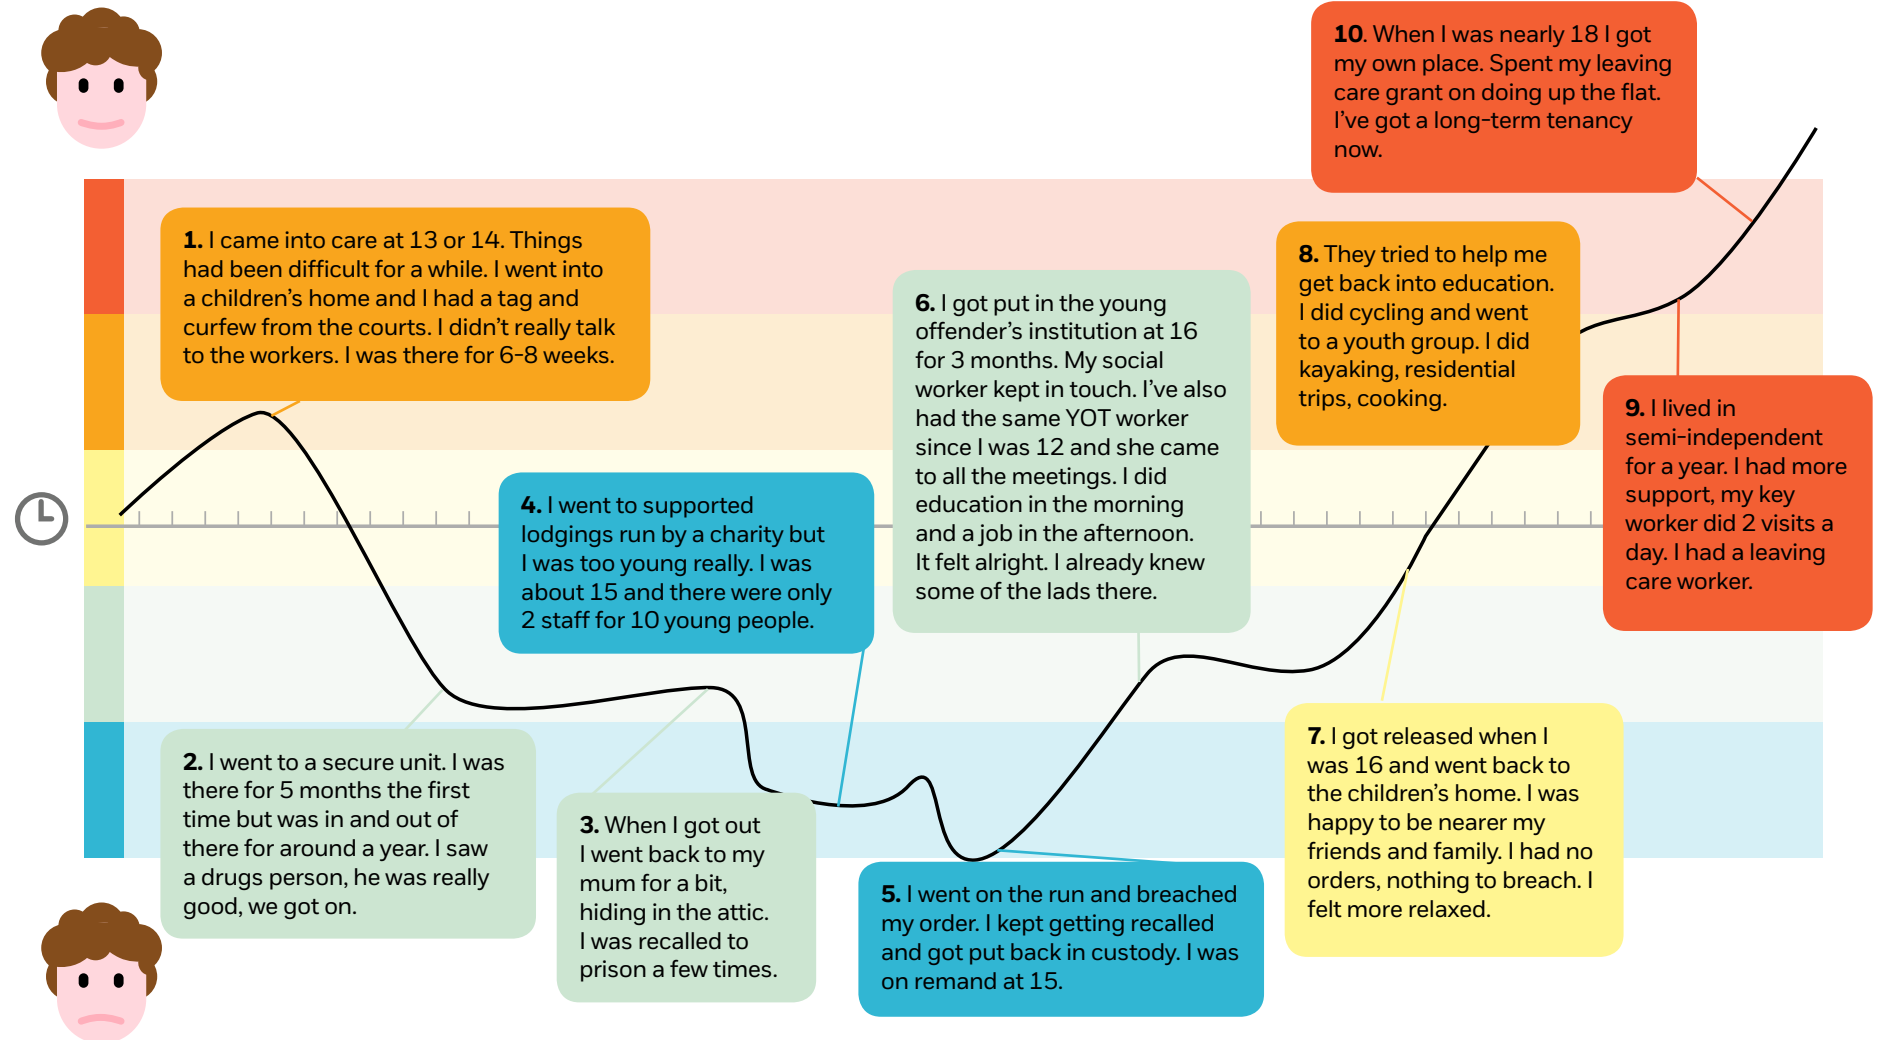 1. I came into care at 13 or 14. Things
had been difficult for a while. I went into
a children’s home and I had a tag and
curfew from the courts. I didn’t really talk
to the workers. I was there for 6-8 weeks.
2. I went to a secure unit. I was
there for 5 months the first
time but was in and out of
there for around a year. I saw
a drugs person, he was really
good, we got on.
3. When I got out
I went back to my
mum for a bit,
hiding in the attic.
I was recalled to
prison a few times.
4. I went to supported
lodgings run by a charity but
I was too young really. I was
about 15 and there were only
2 staff for 10 young people.
5. I went on the run and breached
my order. I kept getting recalled
and got put back in custody. I was
on remand at 15.
6. I got put in the young
offender’s institution at 16
for 3 months. My social
worker kept in touch. I’ve also
had the same YOT worker
since I was 12 and she came
to all the meetings. I did
education in the morning
and a job in the afternoon.
It felt alright. I already knew
some of the lads there.
7. I got released when I
was 16 and went back to
the children’s home. I was
happy to be nearer my
friends and family. I had no
orders, nothing to breach. I
felt more relaxed.
8. They tried to help me
get back into education.
I did cycling and went
to a youth group. I did
kayaking, residential
trips, cooking.
9. I lived in
semi-independent
for a year. I had more
support, my key
worker did 2 visits a
day. I had a leaving
care worker.
10. When I was nearly 18 I got
my own place. Spent my leaving
care grant on doing up the flat.
I’ve got a long-term tenancy
now.